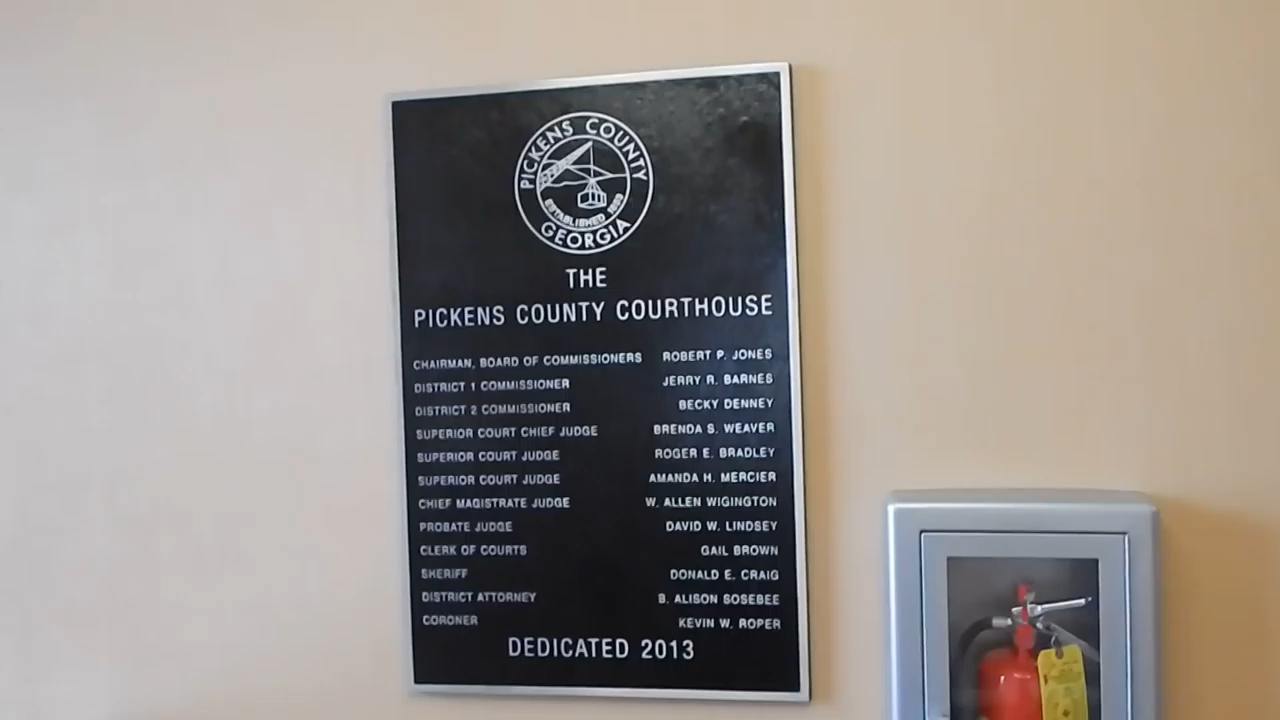 PICKENS COUNTY
ESTABLISHED 1853
GEORGIA
THE
PICKENS COUNTY COURTHOUSE
CHAIRMAN, BOARD OF COMMISSIONERS ROBERT P. JONES
DISTRICT 1 COMMISSIONER JERRY R. BARNES
DISTRICT 2 COMMISSIONER BECKY DENNEY
SUPERIOR COURT CHIEF JUDGE BRENDA S. WEAVER
SUPERIOR COURT JUDGE ROGER E. BRADLEY
SUPERIOR COURT JUDGE AMANDA H. MERCIER
CHIEF MAGISTRATE JUDGE W. ALLEN WIGINGTON
PROBATE JUDGE DAVID W. LINDSEY
CLERK OF COURTS GAIL BROWN
SHERIFF DONALD E. CRAIG
DISTRICT ATTORNEY B. ALISON SOSEBEE
CORONER KEVIN W. ROPER
DEDICATED 2013